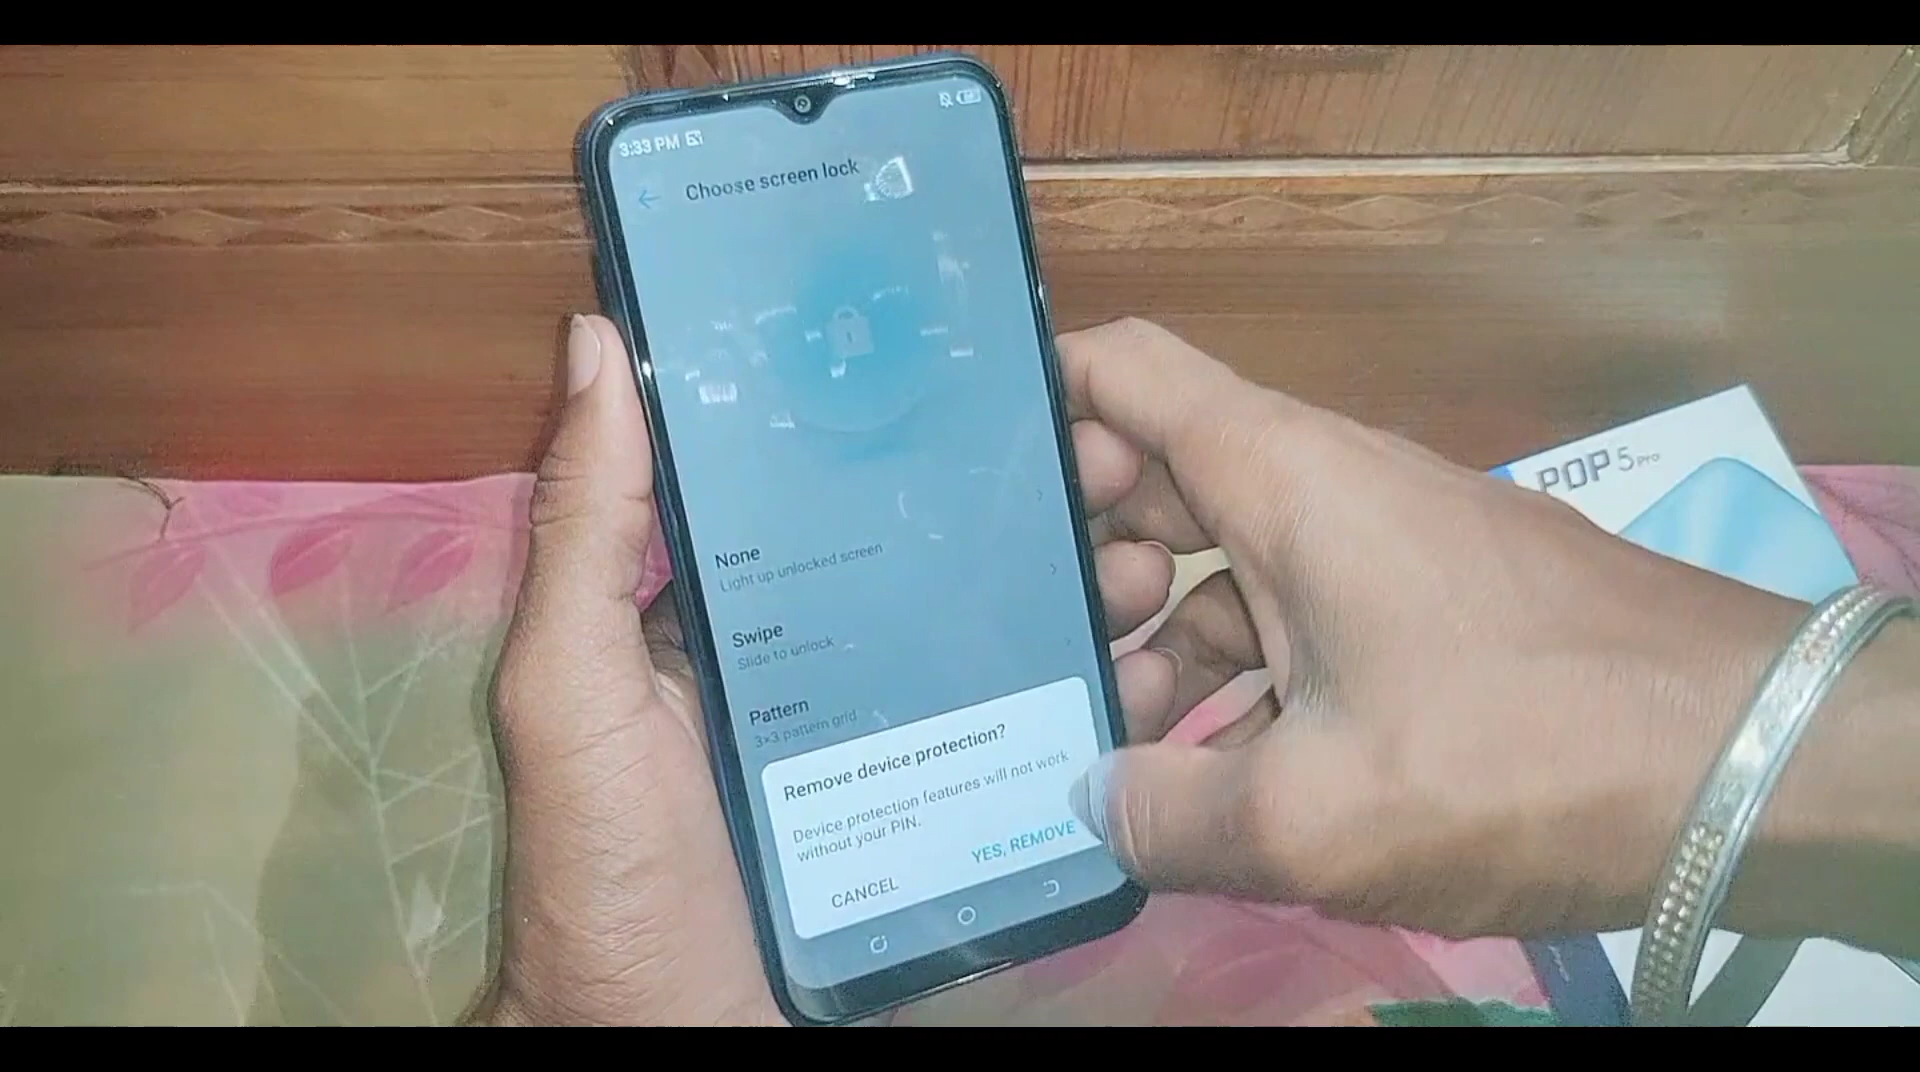 3:33 PM
Choose screen lock
None
Light up unlocked screen
Swipe
Slide to unlock
Pattern
3×3 pattern grid
Remove device protection?
Device protection features will not work
without your PIN.
YES, REMOVE
CANCEL
POP 5 Pro